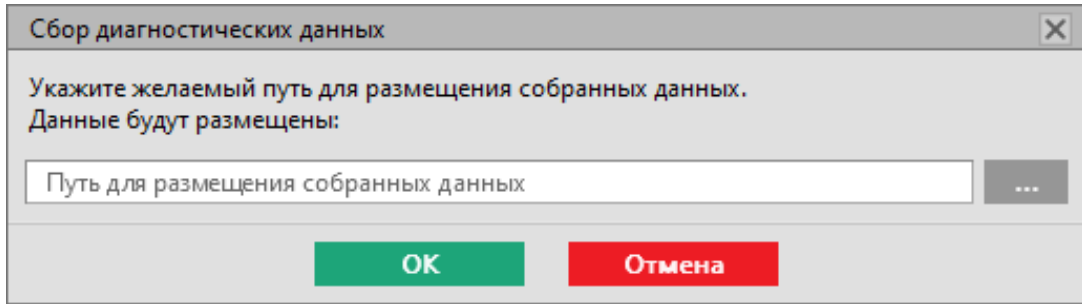 Сбор диагностических данных
Укажите желаемый путь для размещения собранных данных.
Данные будут размещены:
Путь для размещения собранных данных
...
ОК
Отмена